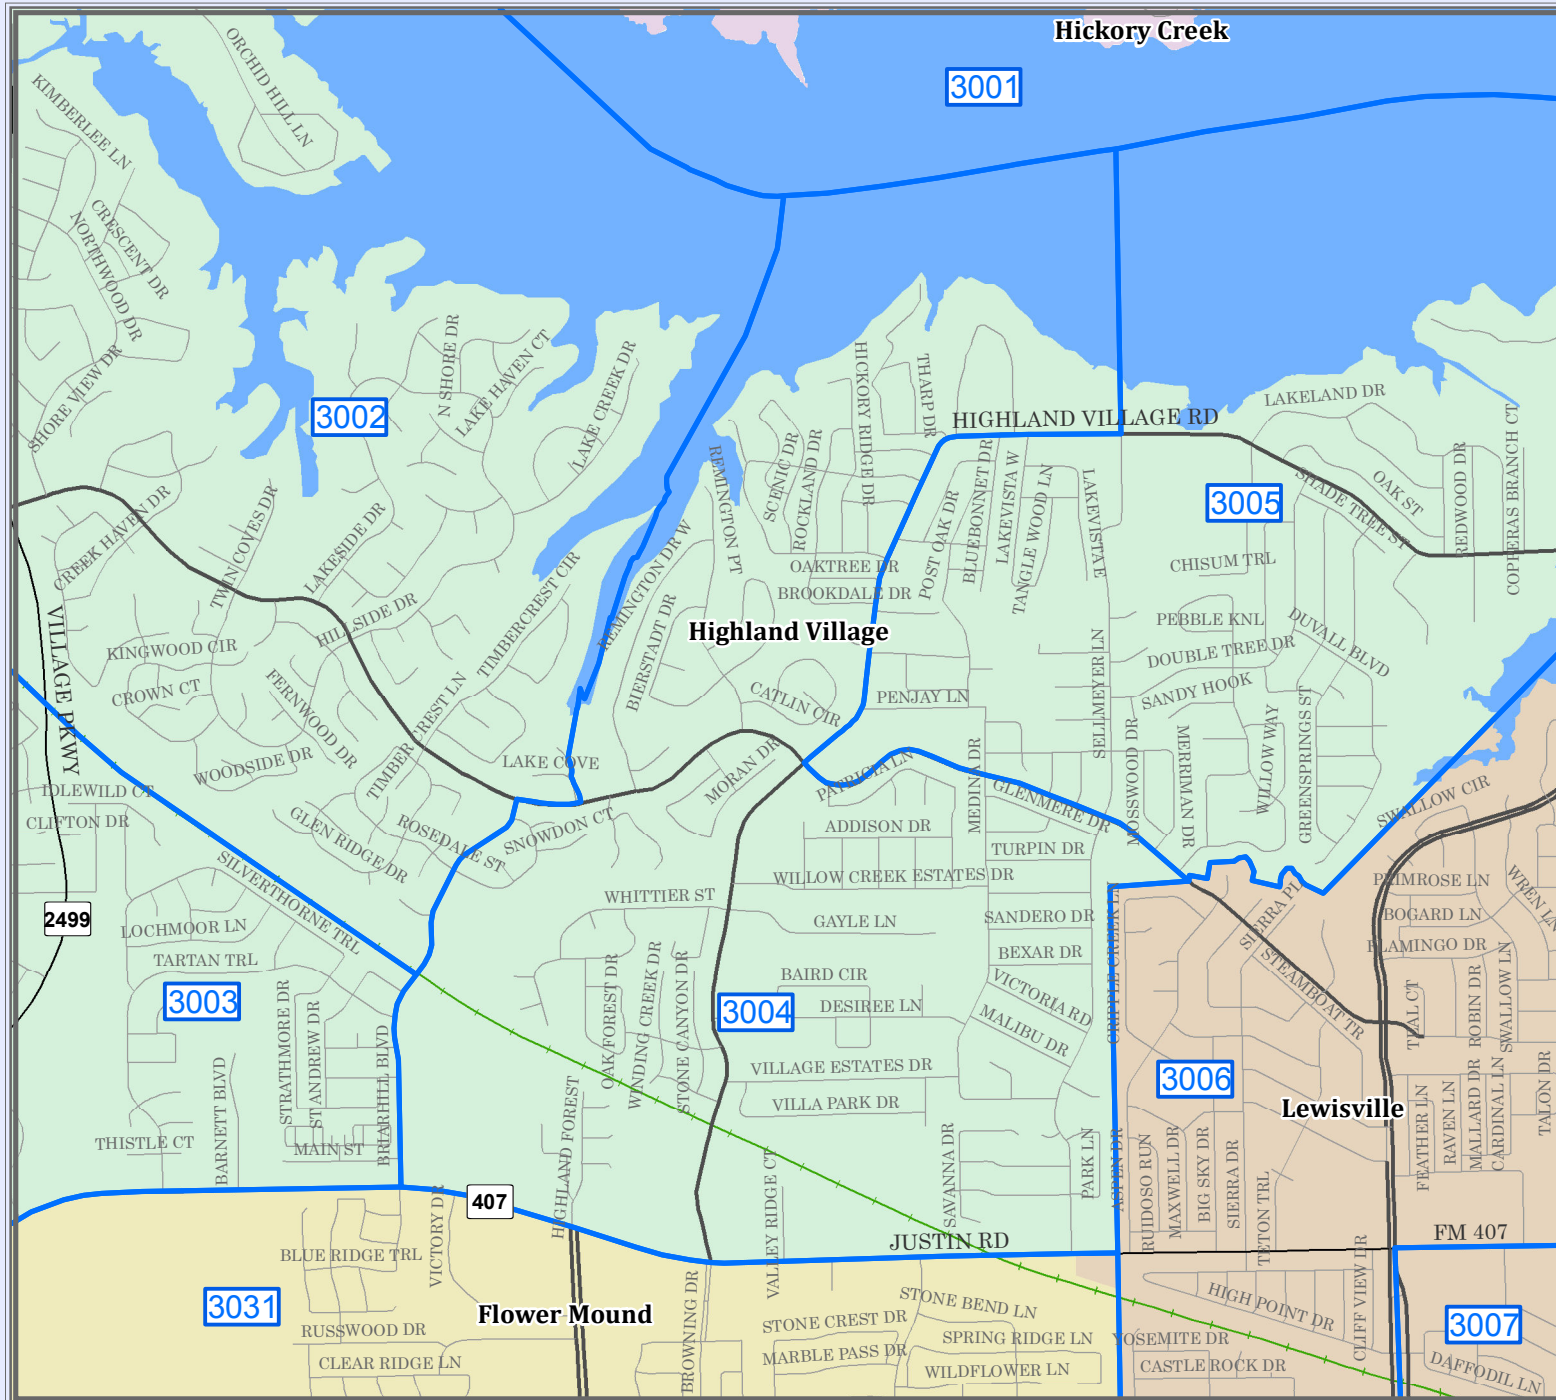 Hickory Creek
3001
ORCHID HILL LN
KIMBERLEE LN
CRESCENT DR
NORTHWOOD DR
SHORE VIEW DR
N SHORE DR
LAKE HAVEN CT
LAKE CREEK DR
3002
HICKORY RIDGE DR
THARP DR
HIGHLAND VILLAGE RD
LAKELAND DR
SCENIC DR
ROCKLAND DR
REMINGTON PT
BLUEBONNET DR
LAKEVISTA W
TANGLE WOOD LN
LAKEVISTA E
POST OAK DR
3005
SHADE TREE ST
OAK ST
REDWOOD DR
COPPERAS BRANCH CT
CREEK HAVEN DR
TWIN COVES DR
LAKESIDE DR
HILLSIDE DR
TIMBERCREST CIR
REMINGTON DR W
BIERSTADT DR
OAKTREE DR
BROOKDALE DR
CHISUM TRL
PEBBLE KNL
DOUBLE TREE DR
DUVALL BLVD
SANDY HOOK
Highland Village
VILLAGE PKWY
KINGWOOD CIR
CROWN CT
FERNWOOD DR
WOODSIDE DR
TIMBER CREST LN
CATLIN CIR
PENJAY LN
SELLMEYER LN
MOSSWOOD DR
MERRIMAN DR
WILLOW WAY
GREENSPRINGS ST
LAKE COVE
MORAN DR
PATRICIA LN
MEDINA DR
GLENMERE DR
IDLEWILD CT
CLIFTON DR
GLEN RIDGE DR
ROSEDALE ST
SNOWDON CT
ADDISON DR
TURPIN DR
SWALLOW CIR
SILVERTHORNE TRL
WILLOW CREEK ESTATES DR
WHITTIER ST
GAYLE LN
SANDERO DR
CRIPPLE CREEK LN
SIERRA PL
PRIMROSE LN
WREN LN
BOGARD LN
FLAMINGO DR
2499
LOCHMOOR LN
TARTAN TRL
BEXAR DR
STEAMBOAT TR
3003
BAIRD CIR
DESIREE LN
VICTORIA RD
MALIBU DR
3004
OAK FOREST DR
WINDING CREEK DR
STONE CANYON DR
TEAL CT
ROBIN DR
SWALLOW LN
STRATHMORE DR
ST ANDREW DR
BRIARHILL BLVD
BARNETT BLVD
VILLAGE ESTATES DR
VILLA PARK DR
3006
Lewisville
FEATHER LN
RAVEN LN
MALLARD DR
CARDINAL LN
TALON DR
THISTLE CT
MAIN ST
HIGHLAND FOREST
VALLEY RIDGE CT
SAVANNA DR
PARK LN
ASPEN DR
RUIDOSO RUN
MAXWELL DR
BIG SKY DR
SIERRA DR
TETON TRL
407
VICTORY DR
BLUE RIDGE TRL
JUSTIN RD
FM 407
3031
Flower Mound
BROWNING DR
STONE BEND LN
STONE CREST DR
HIGH POINT DR
CLIFF VIEW DR
3007
RUSSWOOD DR
CLEAR RIDGE LN
MARBLE PASS DR
SPRING RIDGE LN
WILDFLOWER LN
YOSEMITE DR
CASTLE ROCK DR
DAFFODIL LN